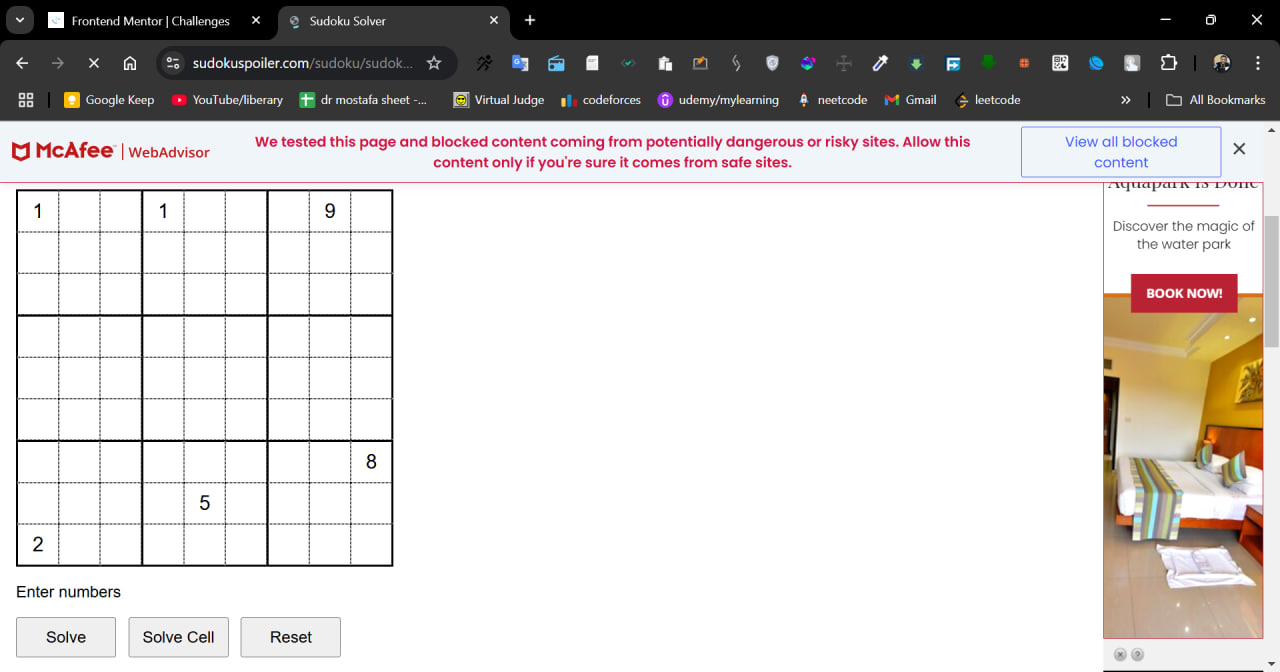 Frontend Mentor | Challenges
Sudoku Solver
sudokuspoiler.com/sudoku/sudok...
Google Keep
YouTube/liberary
dr mostafa sheet -...
Virtual Judge
codeforces
udemy/mylearning
neetcode
Gmail
leetcode
All Bookmarks
McAfee | WebAdvisor
We tested this page and blocked content coming from potentially dangerous or risky sites. Allow this
content only if you're sure it comes from safe sites.
View all blocked
content
Aquapark Is Done
Discover the magic of
the water park
BOOK NOW!
1 1 9
8
5
2
Enter numbers
Solve
Solve Cell
Reset